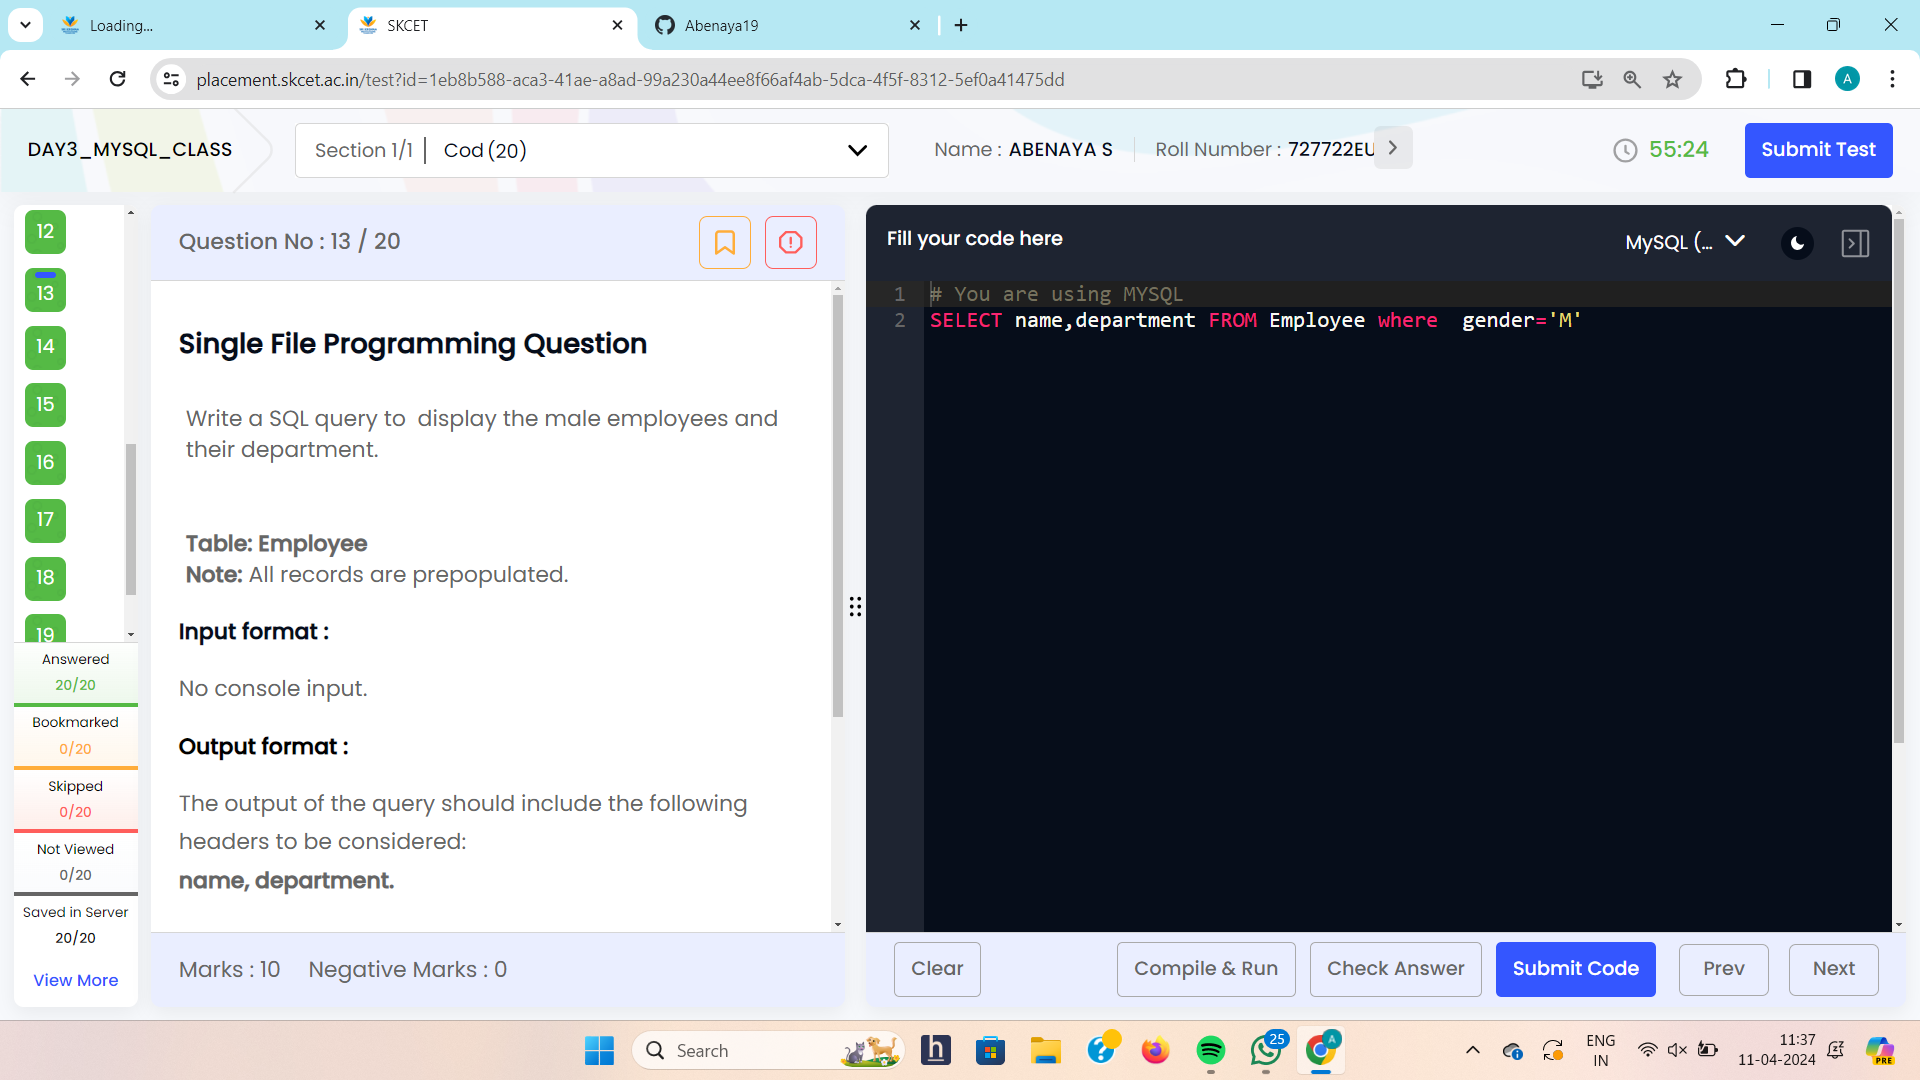 Loading...
SKCET
Abenaya19
placement.skcet.ac.in/test?id=1eb8b588-aca3-41ae-a8ad-99a230a44ee8f66af4ab-5dca-4f5f-8312-5ef0a41475dd
A
DAY3_MYSQL_CLASS
Section 1/1
Cod (20)
Name : ABENAYA S
Roll Number : 727722EU
55:24
Submit Test
12
13
14
15
16
17
18
19
Answered
20/20
Bookmarked
0/20
Skipped
0/20
Not Viewed
0/20
Saved in Server
20/20
View More
Question No : 13 / 20
Single File Programming Question
Write a SQL query to  display the male employees and
their department.
Table: Employee
Note: All records are prepopulated.
Input format :
No console input.
Output format :
The output of the query should include the following
headers to be considered:
name, department.
Marks : 10
Negative Marks : 0
Fill your code here
MySQL (...
1 # You are using MYSQL
2 SELECT name,department FROM Employee where  gender='M'
Clear
Compile & Run
Check Answer
Submit Code
Prev
Next
Search
h
25
A
ENG
IN
11:37
11-04-2024
PRE